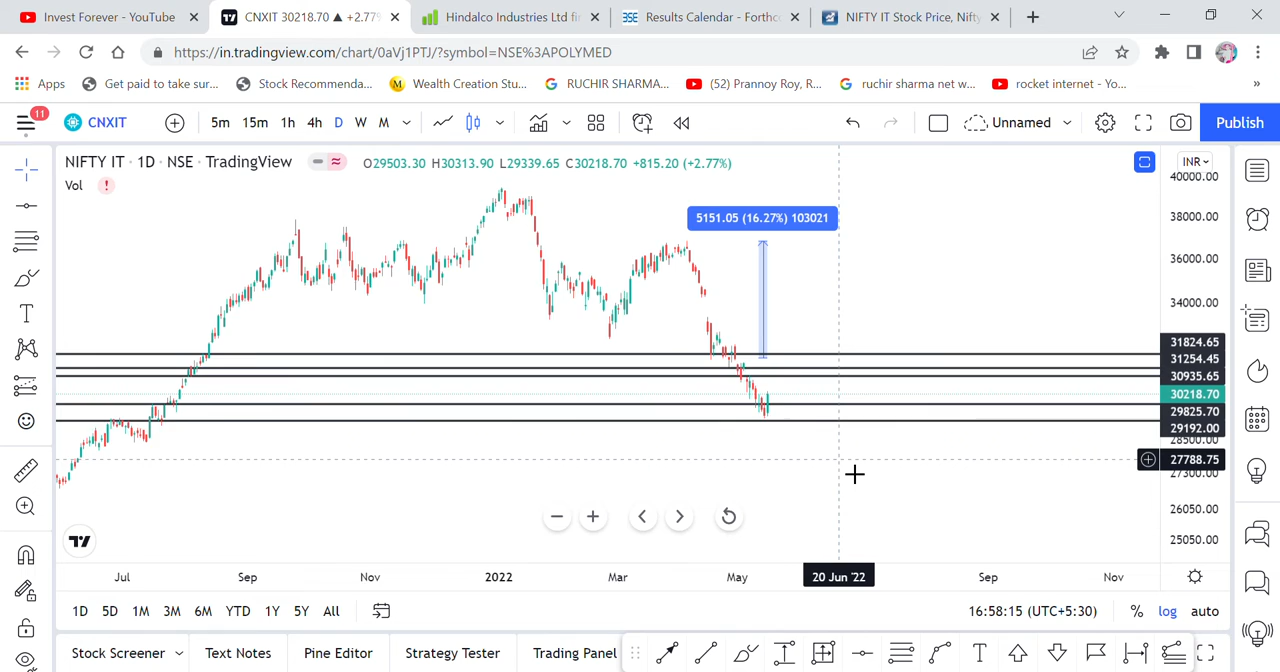 Invest Forever - YouTube
CNXIT 30218.70 ▲ +2.77%
Hindalco Industries Ltd fin
BSE Results Calendar - Forthco
NIFTY IT Stock Price, Nifty
https://in.tradingview.com/chart/0aVj1PTJ/?symbol=NSE%3APOLYMED
Apps
Get paid to take sur...
Stock Recommenda...
M Wealth Creation Stu...
RUCHIR SHARMA...
(52) Prannoy Roy, R...
ruchir sharma net w...
rocket internet - Yo...
»
11
CNXIT
5m 15m 1h 4h D W M
Unnamed
Publish
NIFTY IT · 1D · NSE · TradingView
O29503.30 H30313.90 L29339.65 C30218.70 +815.20 (+2.77%)
INR
Vol !
5151.05 (16.27%) 103021
40000.00
38000.00
36000.00
34000.00
31824.65
31254.45
30935.65
30218.70
29825.70
29192.00
28500.00
27788.75
27300.00
26050.00
25050.00
Jul Sep Nov 2022 Mar May 20 Jun '22 Sep Nov
1D 5D 1M 3M 6M YTD 1Y 5Y All
16:58:15 (UTC+5:30) % log auto
Stock Screener Text Notes Pine Editor Strategy Tester Trading Panel
T